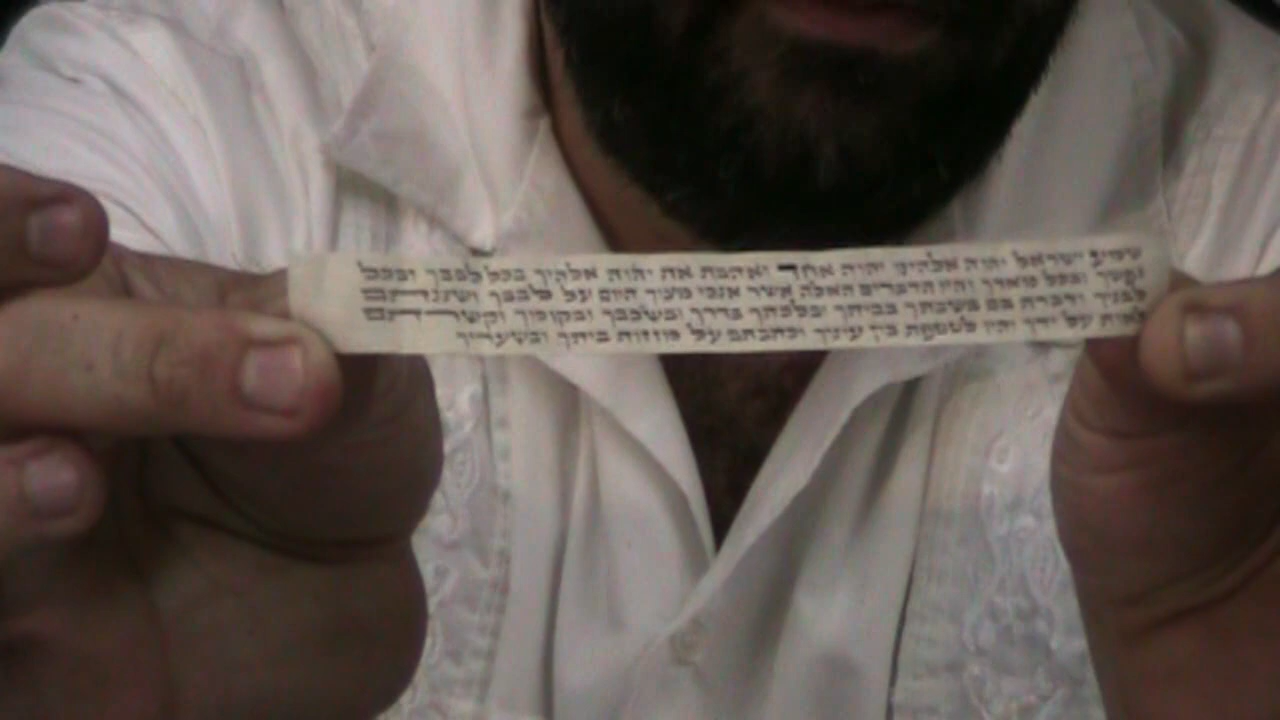 שמע ישראל יהוה אלהינו יהוה אחד ואהבת את יהוה אלהיך בכל לבבך ובכל
נפשך ובכל מאדך והיו הדברים האלה אשר אנכי מצוך היום על לבבך ושננתם
לבניך ודברת בם בשבתך בביתך ובלכתך בדרך ובשכבך ובקומך וקשרתם
לאות על ידך והיו לטטפת בין עיניך וכתבתם על מזזות ביתך ובשעריך